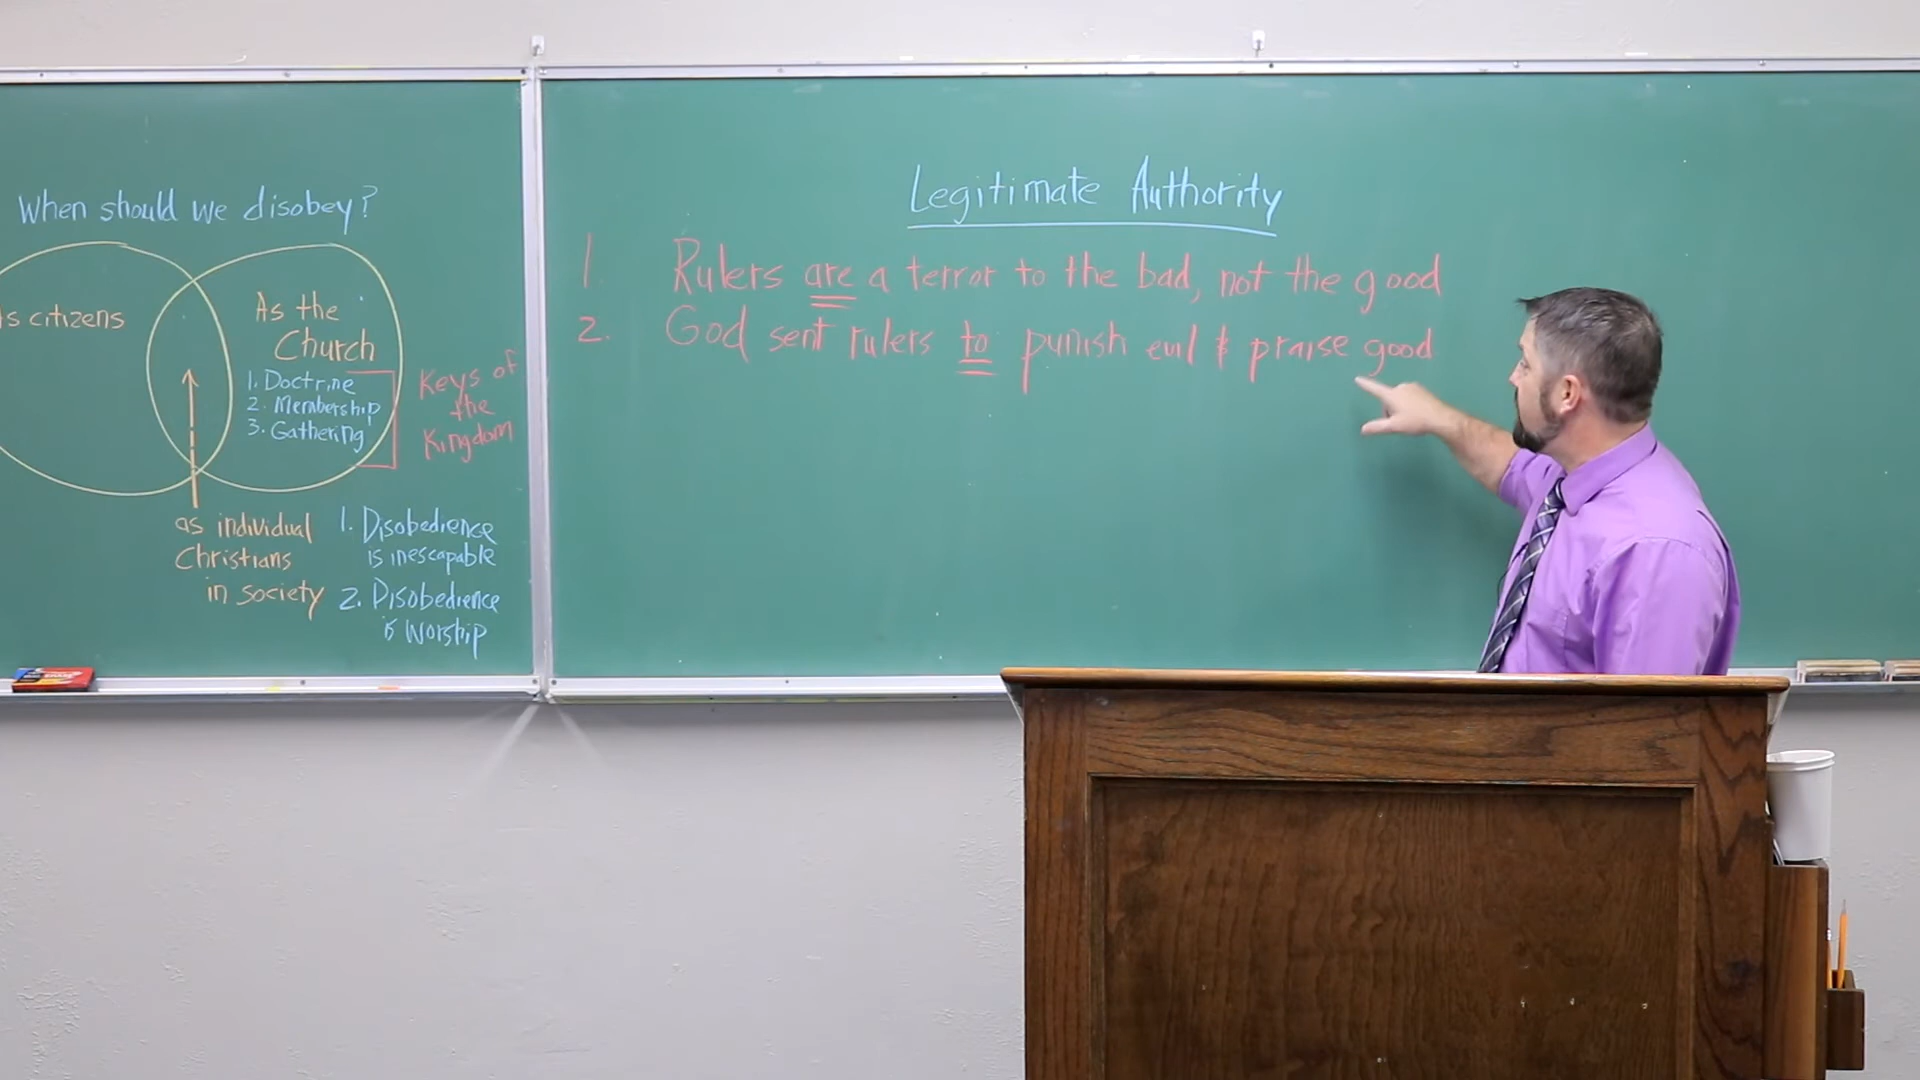 When should we disobey?
s citizens
As the
Church
1. Doctrine
2. Membership
3. Gathering
Keys of
the
Kingdom
as individual
Christians
in society
1. Disobedience
is inescapable
2. Disobedience
is worship
Legitimate Authority
1. Rulers are a terror to the bad, not the good
2. God sent rulers to punish evil & praise good